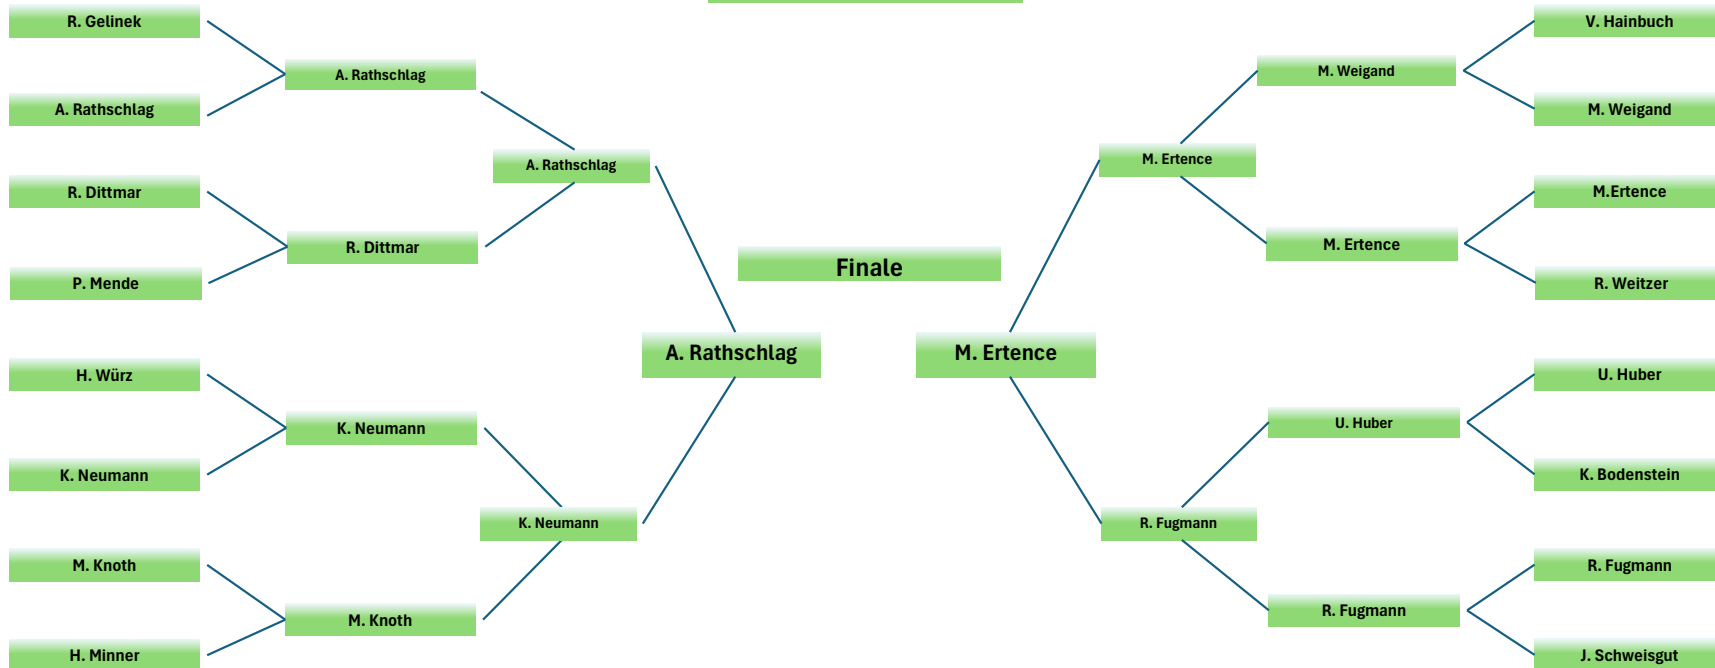 R. Gelinek
V. Hainbuch
A. Rathschlag
M. Weigand
A. Rathschlag
M. Weigand
A. Rathschlag
M. Ertence
R. Dittmar
M.Ertence
R. Dittmar
M. Ertence
Finale
P. Mende
R. Weitzer
A. Rathschlag
M. Ertence
H. Würz
U. Huber
K. Neumann
U. Huber
K. Neumann
K. Bodenstein
K. Neumann
R. Fugmann
M. Knoth
R. Fugmann
M. Knoth
R. Fugmann
H. Minner
J. Schweisgut